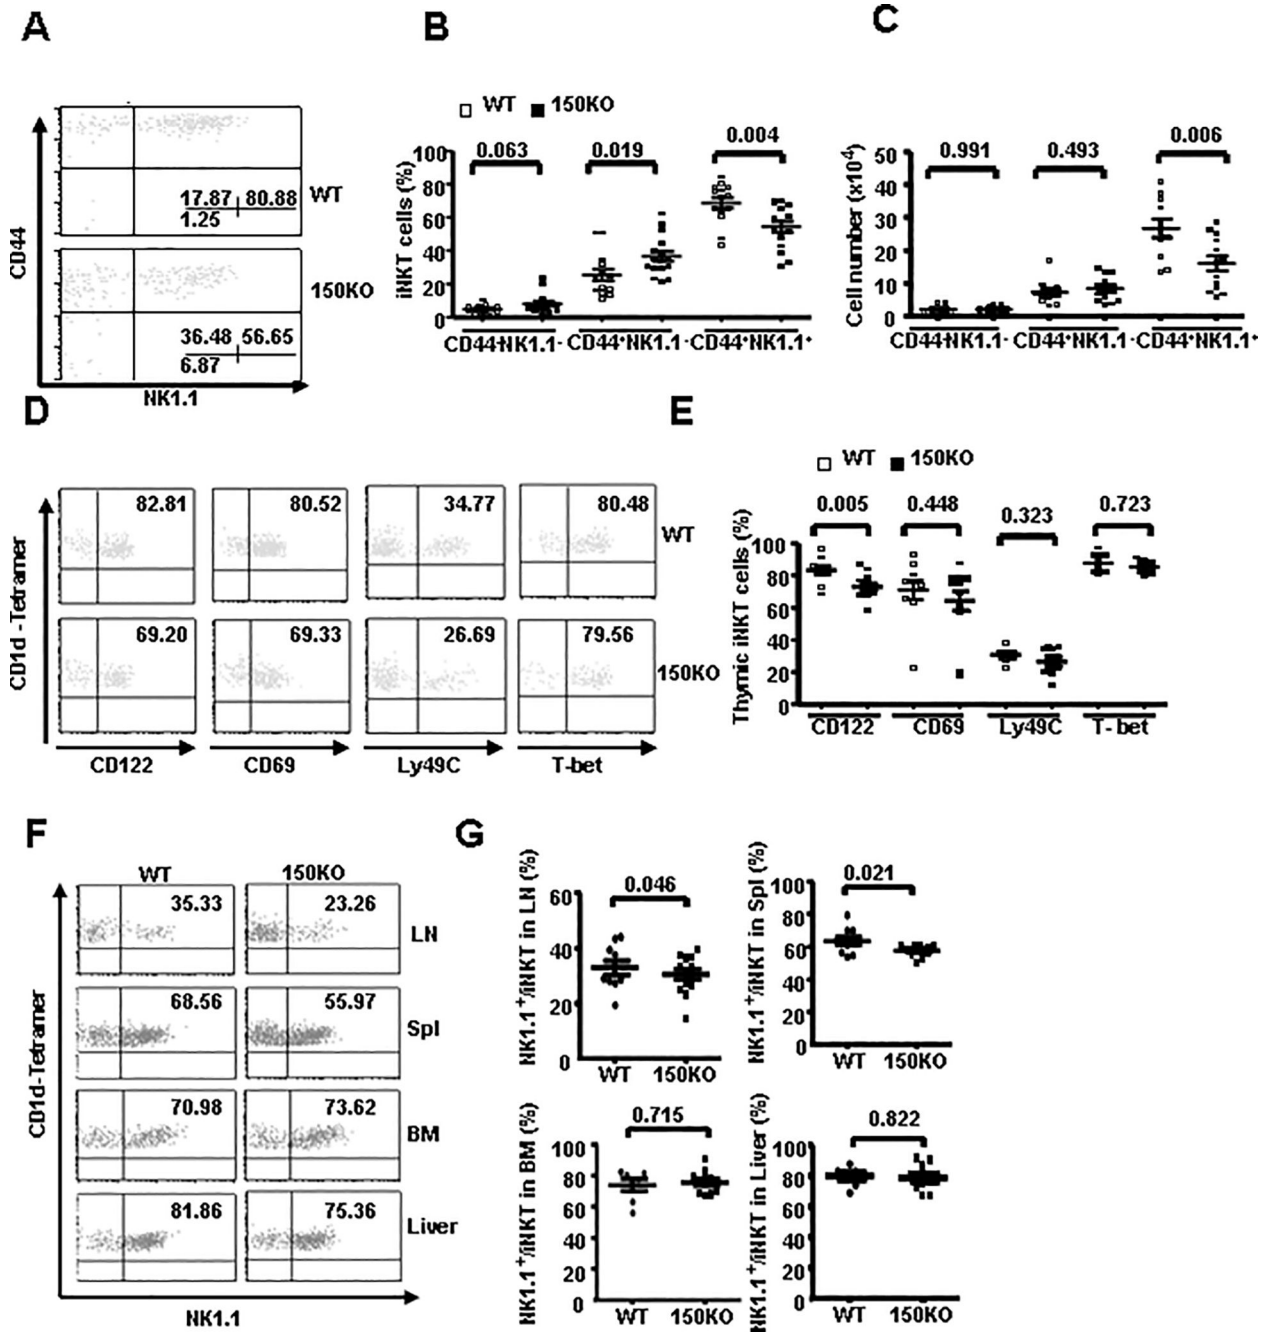 A
CD44
17.87 80.88
1.25
WT
36.48 56.65
6.87
150KO
NK1.1
B
WT 150KO
iNKT cells (%)
100
80
60
40
20
0
0.063
0.019
0.004
CD44-NK1.1- CD44+NK1.1- CD44+NK1.1+
C
Cell number (x10⁴)
50
40
30
20
10
0
0.991
0.493
0.006
CD44-NK1.1- CD44+NK1.1- CD44+NK1.1+
D
CD1d -Tetramer
82.81 80.52 34.77 80.48
WT
69.20 69.33 26.69 79.56
150KO
CD122 CD69 Ly49C T-bet
E
WT 150KO
Thymic iNKT cells (%)
100
80
60
40
20
0
0.005
0.448
0.323
0.723
CD122 CD69 Ly49C T-bet
F
WT 150KO
CD1d-Tetramer
35.33 23.26 LN
68.56 55.97 Spl
70.98 73.62 BM
81.86 75.36 Liver
NK1.1
G
NK1.1+/iNKT in LN (%)
60
40
20
0
0.046
WT 150KO
NK1.1+/iNKT in Spl (%)
100
80
60
40
20
0
0.021
WT 150KO
NK1.1+/iNKT in BM (%)
100
80
60
40
20
0
0.715
WT 150KO
NK1.1+/iNKT in Liver (%)
100
80
60
40
20
0
0.822
WT 150KO